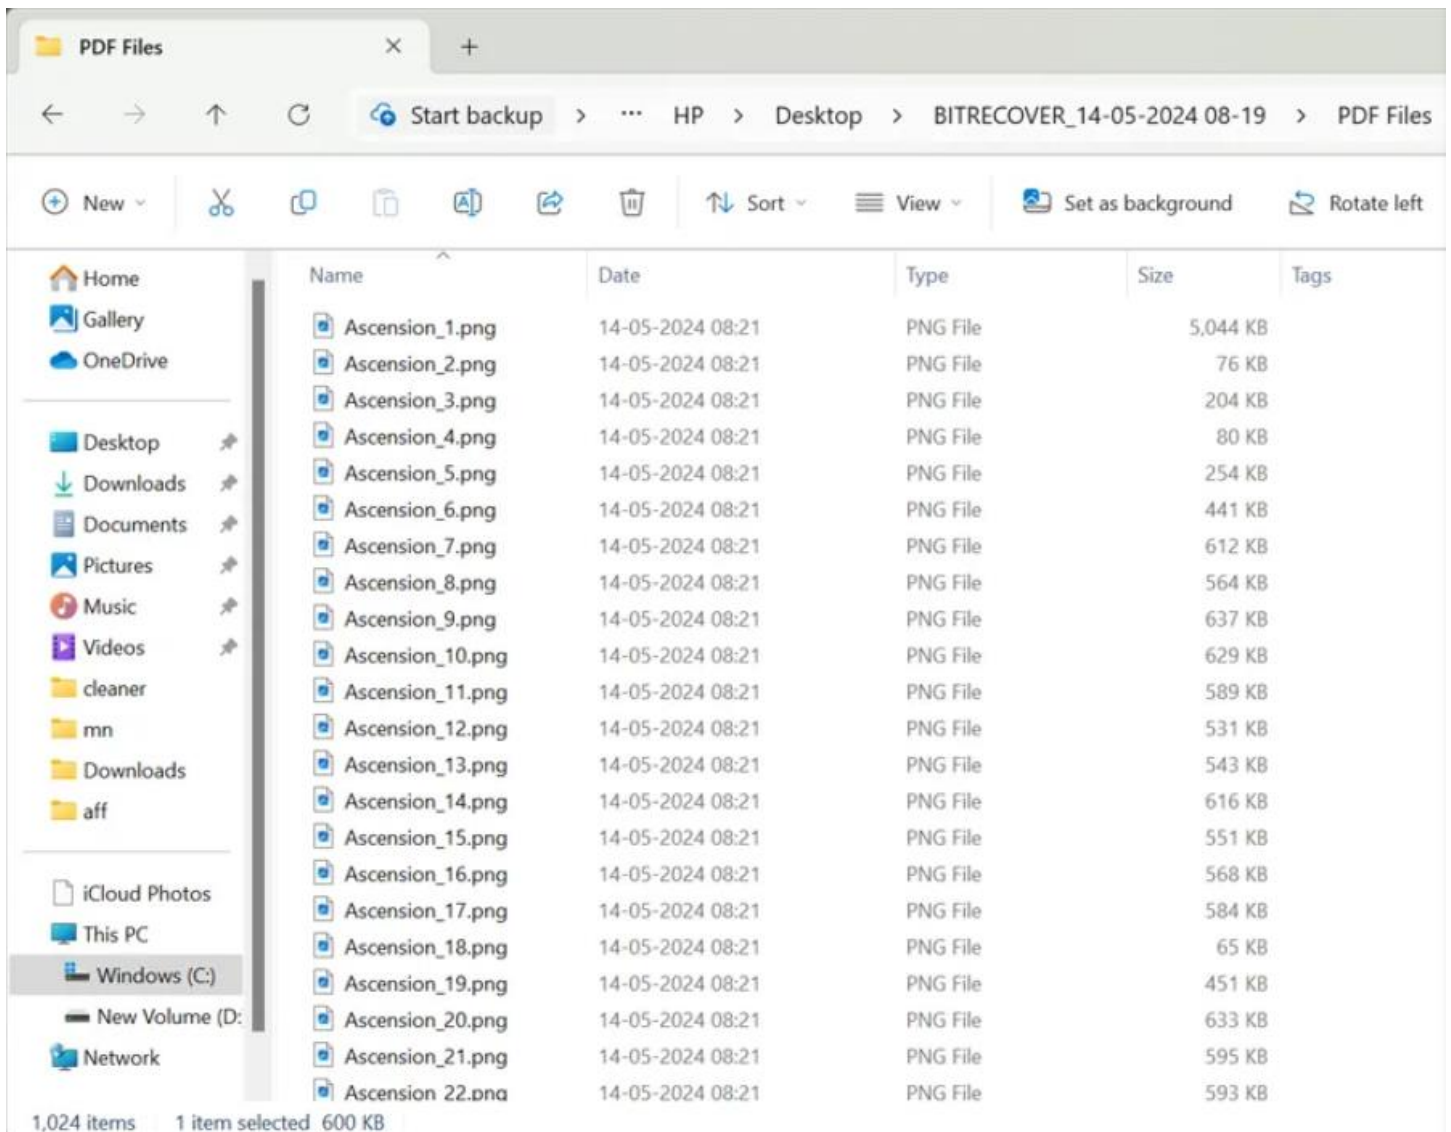 PDF Files
Start backup > ... HP > Desktop > BITRECOVER_14-05-2024 08-19 > PDF Files
New Sort View Set as background Rotate left
Home
Gallery
OneDrive
Desktop
Downloads
Documents
Pictures
Music
Videos
cleaner
mn
Downloads
aff
iCloud Photos
This PC
Windows (C:)
New Volume (D:
Network
Name Date Type Size Tags
Ascension_1.png 14-05-2024 08:21 PNG File 5,044 KB
Ascension_2.png 14-05-2024 08:21 PNG File 76 KB
Ascension_3.png 14-05-2024 08:21 PNG File 204 KB
Ascension_4.png 14-05-2024 08:21 PNG File 80 KB
Ascension_5.png 14-05-2024 08:21 PNG File 254 KB
Ascension_6.png 14-05-2024 08:21 PNG File 441 KB
Ascension_7.png 14-05-2024 08:21 PNG File 612 KB
Ascension_8.png 14-05-2024 08:21 PNG File 564 KB
Ascension_9.png 14-05-2024 08:21 PNG File 637 KB
Ascension_10.png 14-05-2024 08:21 PNG File 629 KB
Ascension_11.png 14-05-2024 08:21 PNG File 589 KB
Ascension_12.png 14-05-2024 08:21 PNG File 531 KB
Ascension_13.png 14-05-2024 08:21 PNG File 543 KB
Ascension_14.png 14-05-2024 08:21 PNG File 616 KB
Ascension_15.png 14-05-2024 08:21 PNG File 551 KB
Ascension_16.png 14-05-2024 08:21 PNG File 568 KB
Ascension_17.png 14-05-2024 08:21 PNG File 584 KB
Ascension_18.png 14-05-2024 08:21 PNG File 65 KB
Ascension_19.png 14-05-2024 08:21 PNG File 451 KB
Ascension_20.png 14-05-2024 08:21 PNG File 633 KB
Ascension_21.png 14-05-2024 08:21 PNG File 595 KB
Ascension_22.png 14-05-2024 08:21 PNG File 593 KB
1,024 items 1 item selected 600 KB